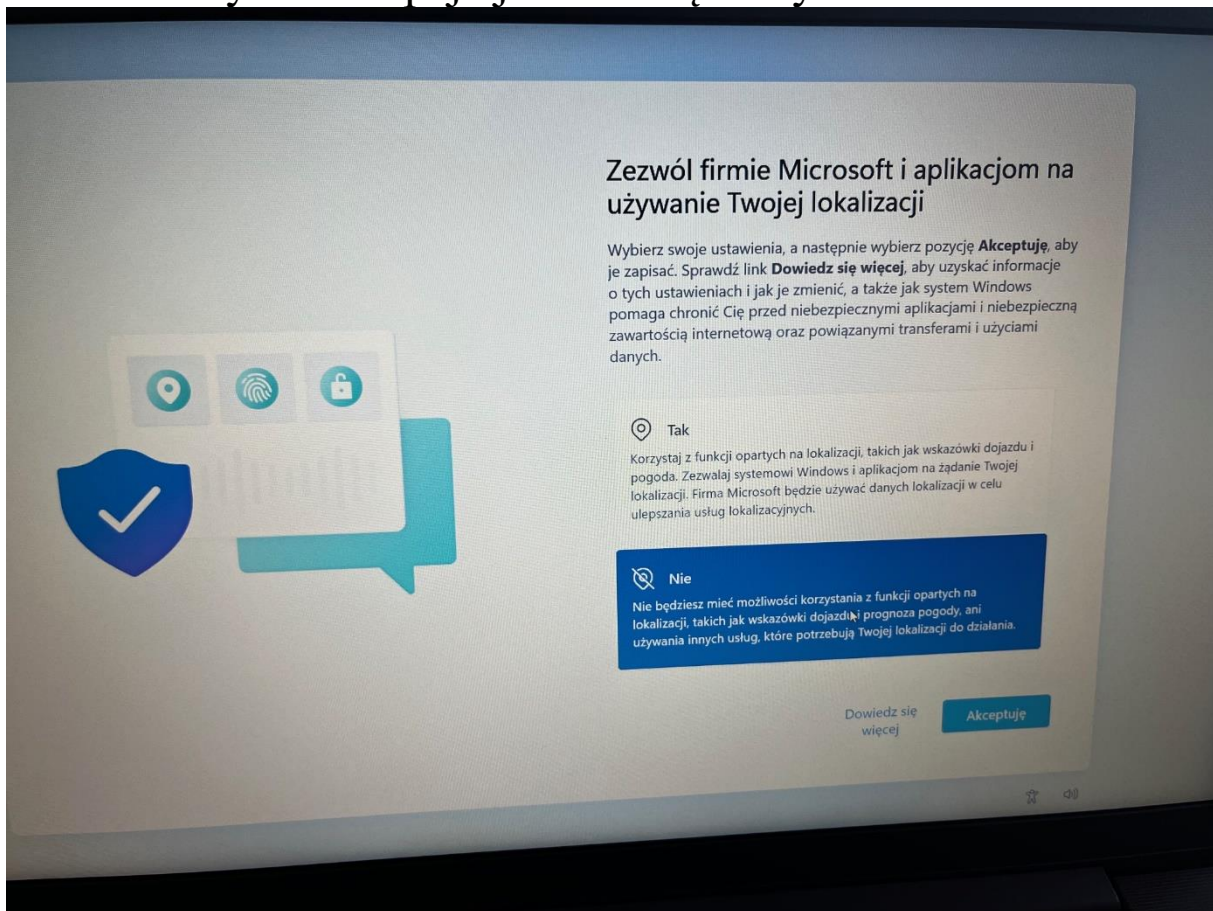 Zezwól firmie Microsoft i aplikacjom na
używanie Twojej lokalizacji
Wybierz swoje ustawienia, a następnie wybierz pozycję Akceptuję, aby
je zapisać. Sprawdź link Dowiedz się więcej, aby uzyskać informacje
o tych ustawieniach i jak je zmienić, a także jak system Windows
pomaga chronić Cię przed niebezpiecznymi aplikacjami i niebezpieczną
zawartością internetową oraz powiązanymi transferami i użyciami
danych.
Tak
Korzystaj z funkcji opartych na lokalizacji, takich jak wskazówki dojazdu i
pogoda. Zezwalaj systemowi Windows i aplikacjom na żądanie Twojej
lokalizacji. Firma Microsoft będzie używać danych lokalizacji w celu
ulepszania usług lokalizacyjnych.
Nie
Nie będziesz mieć możliwości korzystania z funkcji opartych na
lokalizacji, takich jak wskazówki dojazdu i prognoza pogody, ani
używania innych usług, które potrzebują Twojej lokalizacji do działania.
Dowiedz się
więcej
Akceptuję